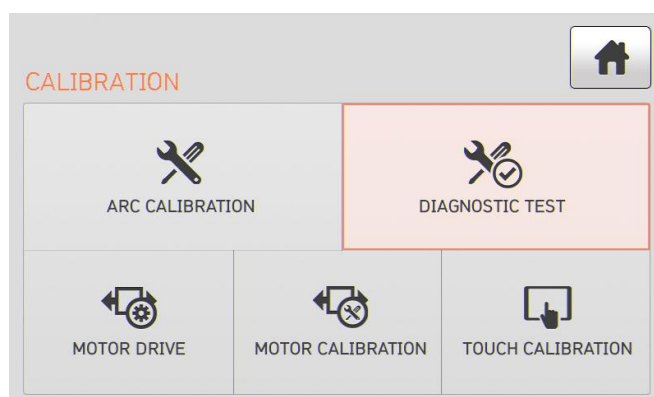 CALIBRATION
ARC CALIBRATION
DIAGNOSTIC TEST
MOTOR DRIVE
MOTOR CALIBRATION
TOUCH CALIBRATION